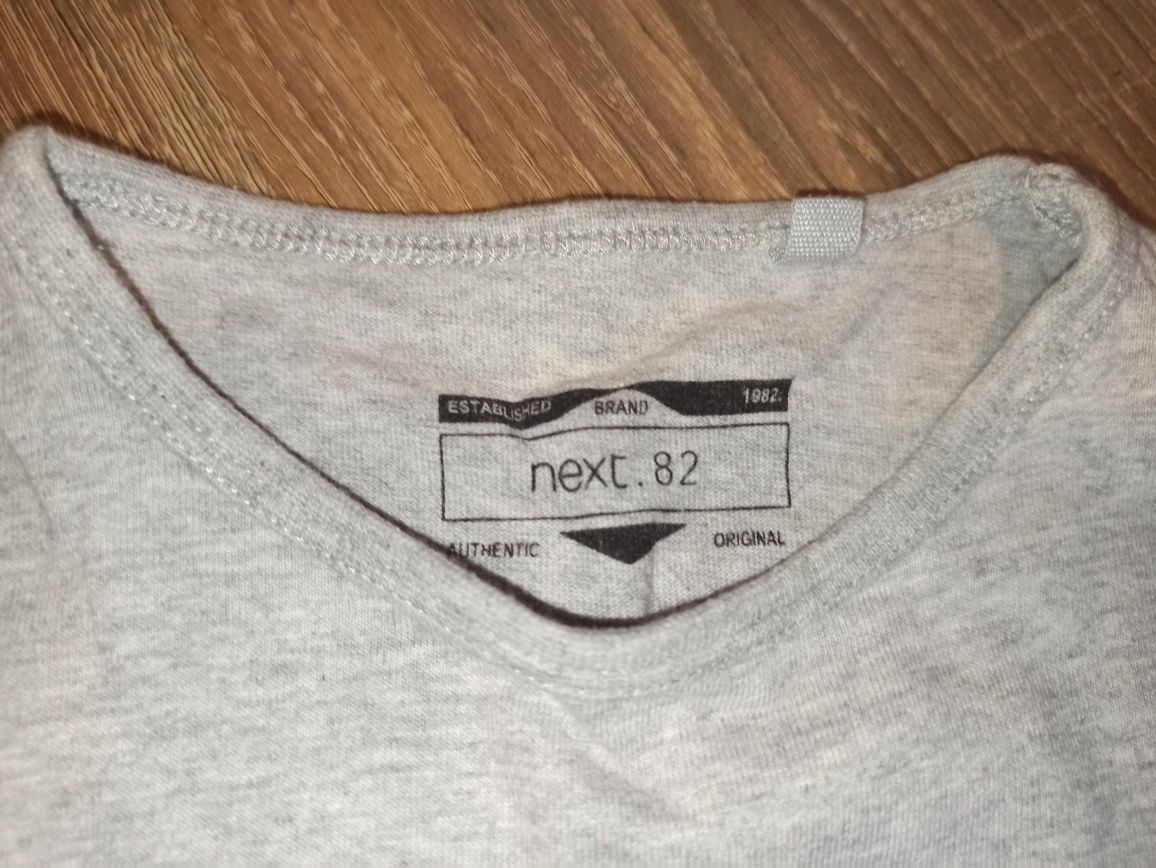 ESTABLISHED BRAND 1982.
next.82
AUTHENTIC ORIGINAL